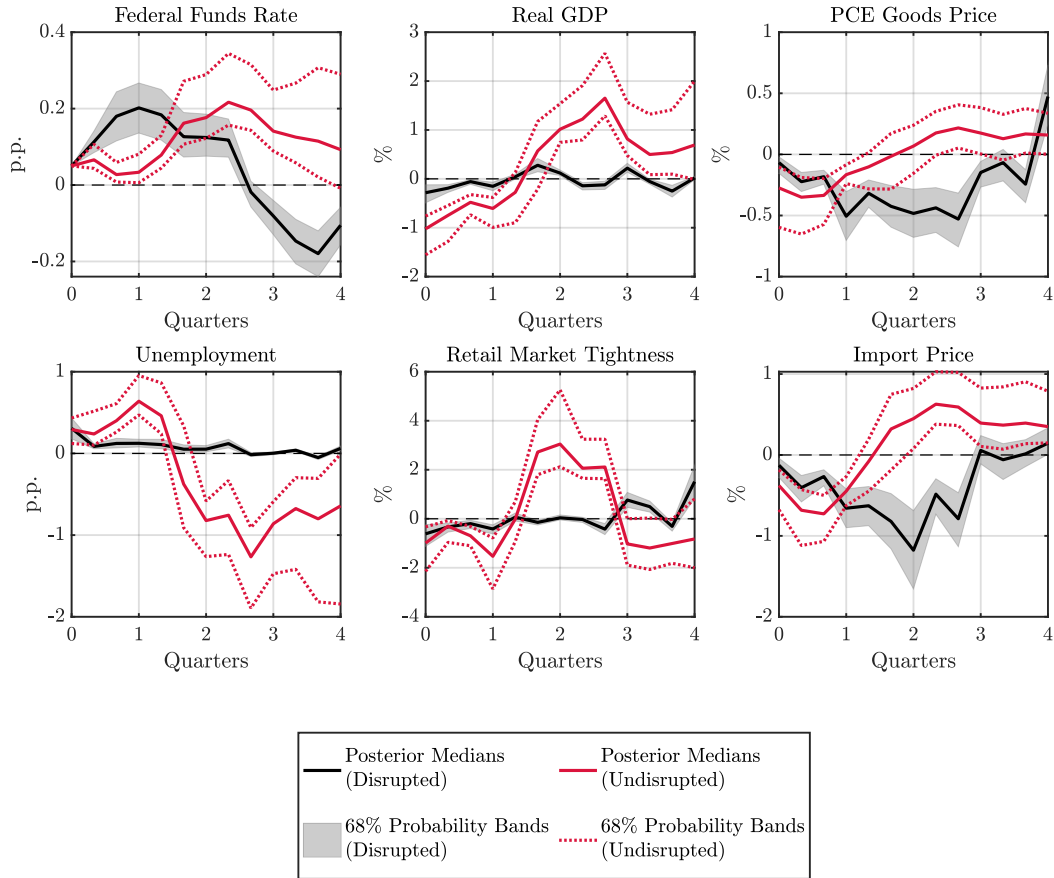 Federal Funds Rate
0.4
0.2
0
-0.2
p.p.
0 1 2 3 4
Quarters
Real GDP
3
2
1
0
-1
-2
%
0 1 2 3 4
Quarters
PCE Goods Price
1
0.5
0
-0.5
-1
%
0 1 2 3 4
Quarters
Unemployment
1
0
-1
-2
p.p.
0 1 2 3 4
Quarters
Retail Market Tightness
6
4
2
0
-2
-4
%
0 1 2 3 4
Quarters
Import Price
1
0
-1
-2
%
0 1 2 3 4
Quarters
Posterior Medians
(Disrupted)
68% Probability Bands
(Disrupted)
Posterior Medians
(Undisrupted)
68% Probability Bands
(Undisrupted)